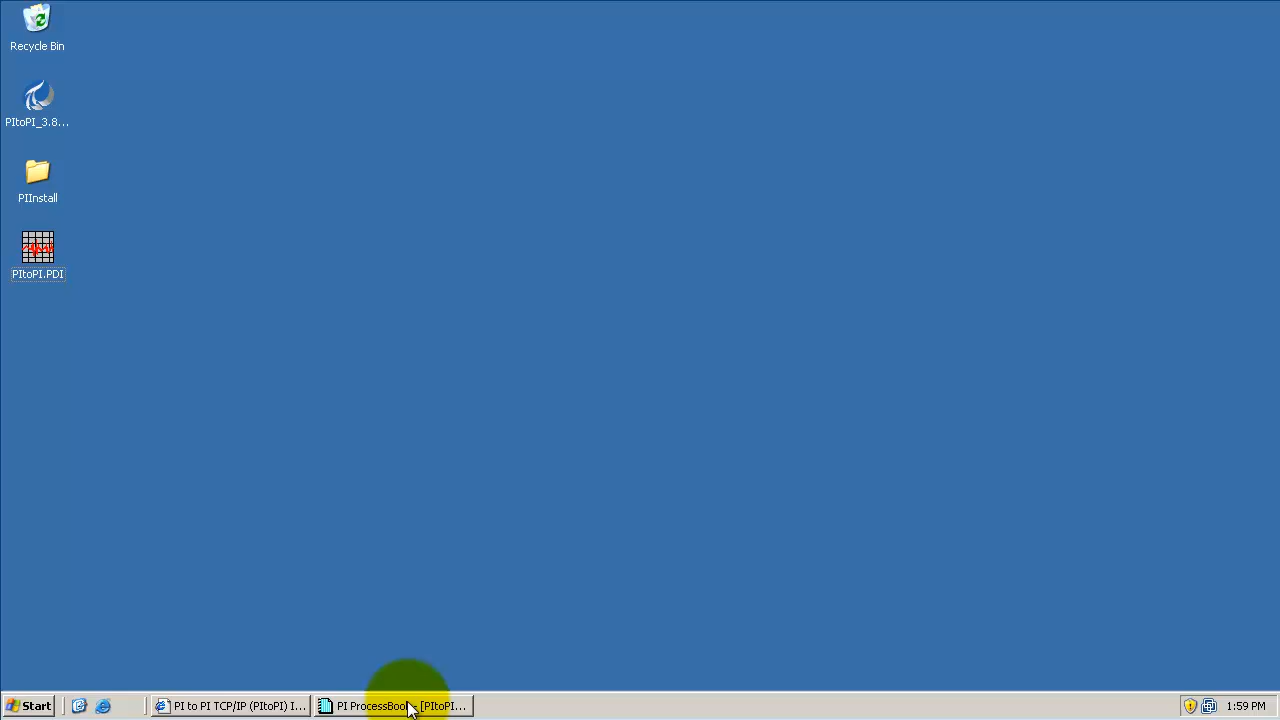 Recycle Bin
PItoPI_3.8...
PIInstall
PItoPI.PDI
Start
PI to PI TCP/IP (PItoPI) I...
PI ProcessBook - [PItoPI...
1:59 PM